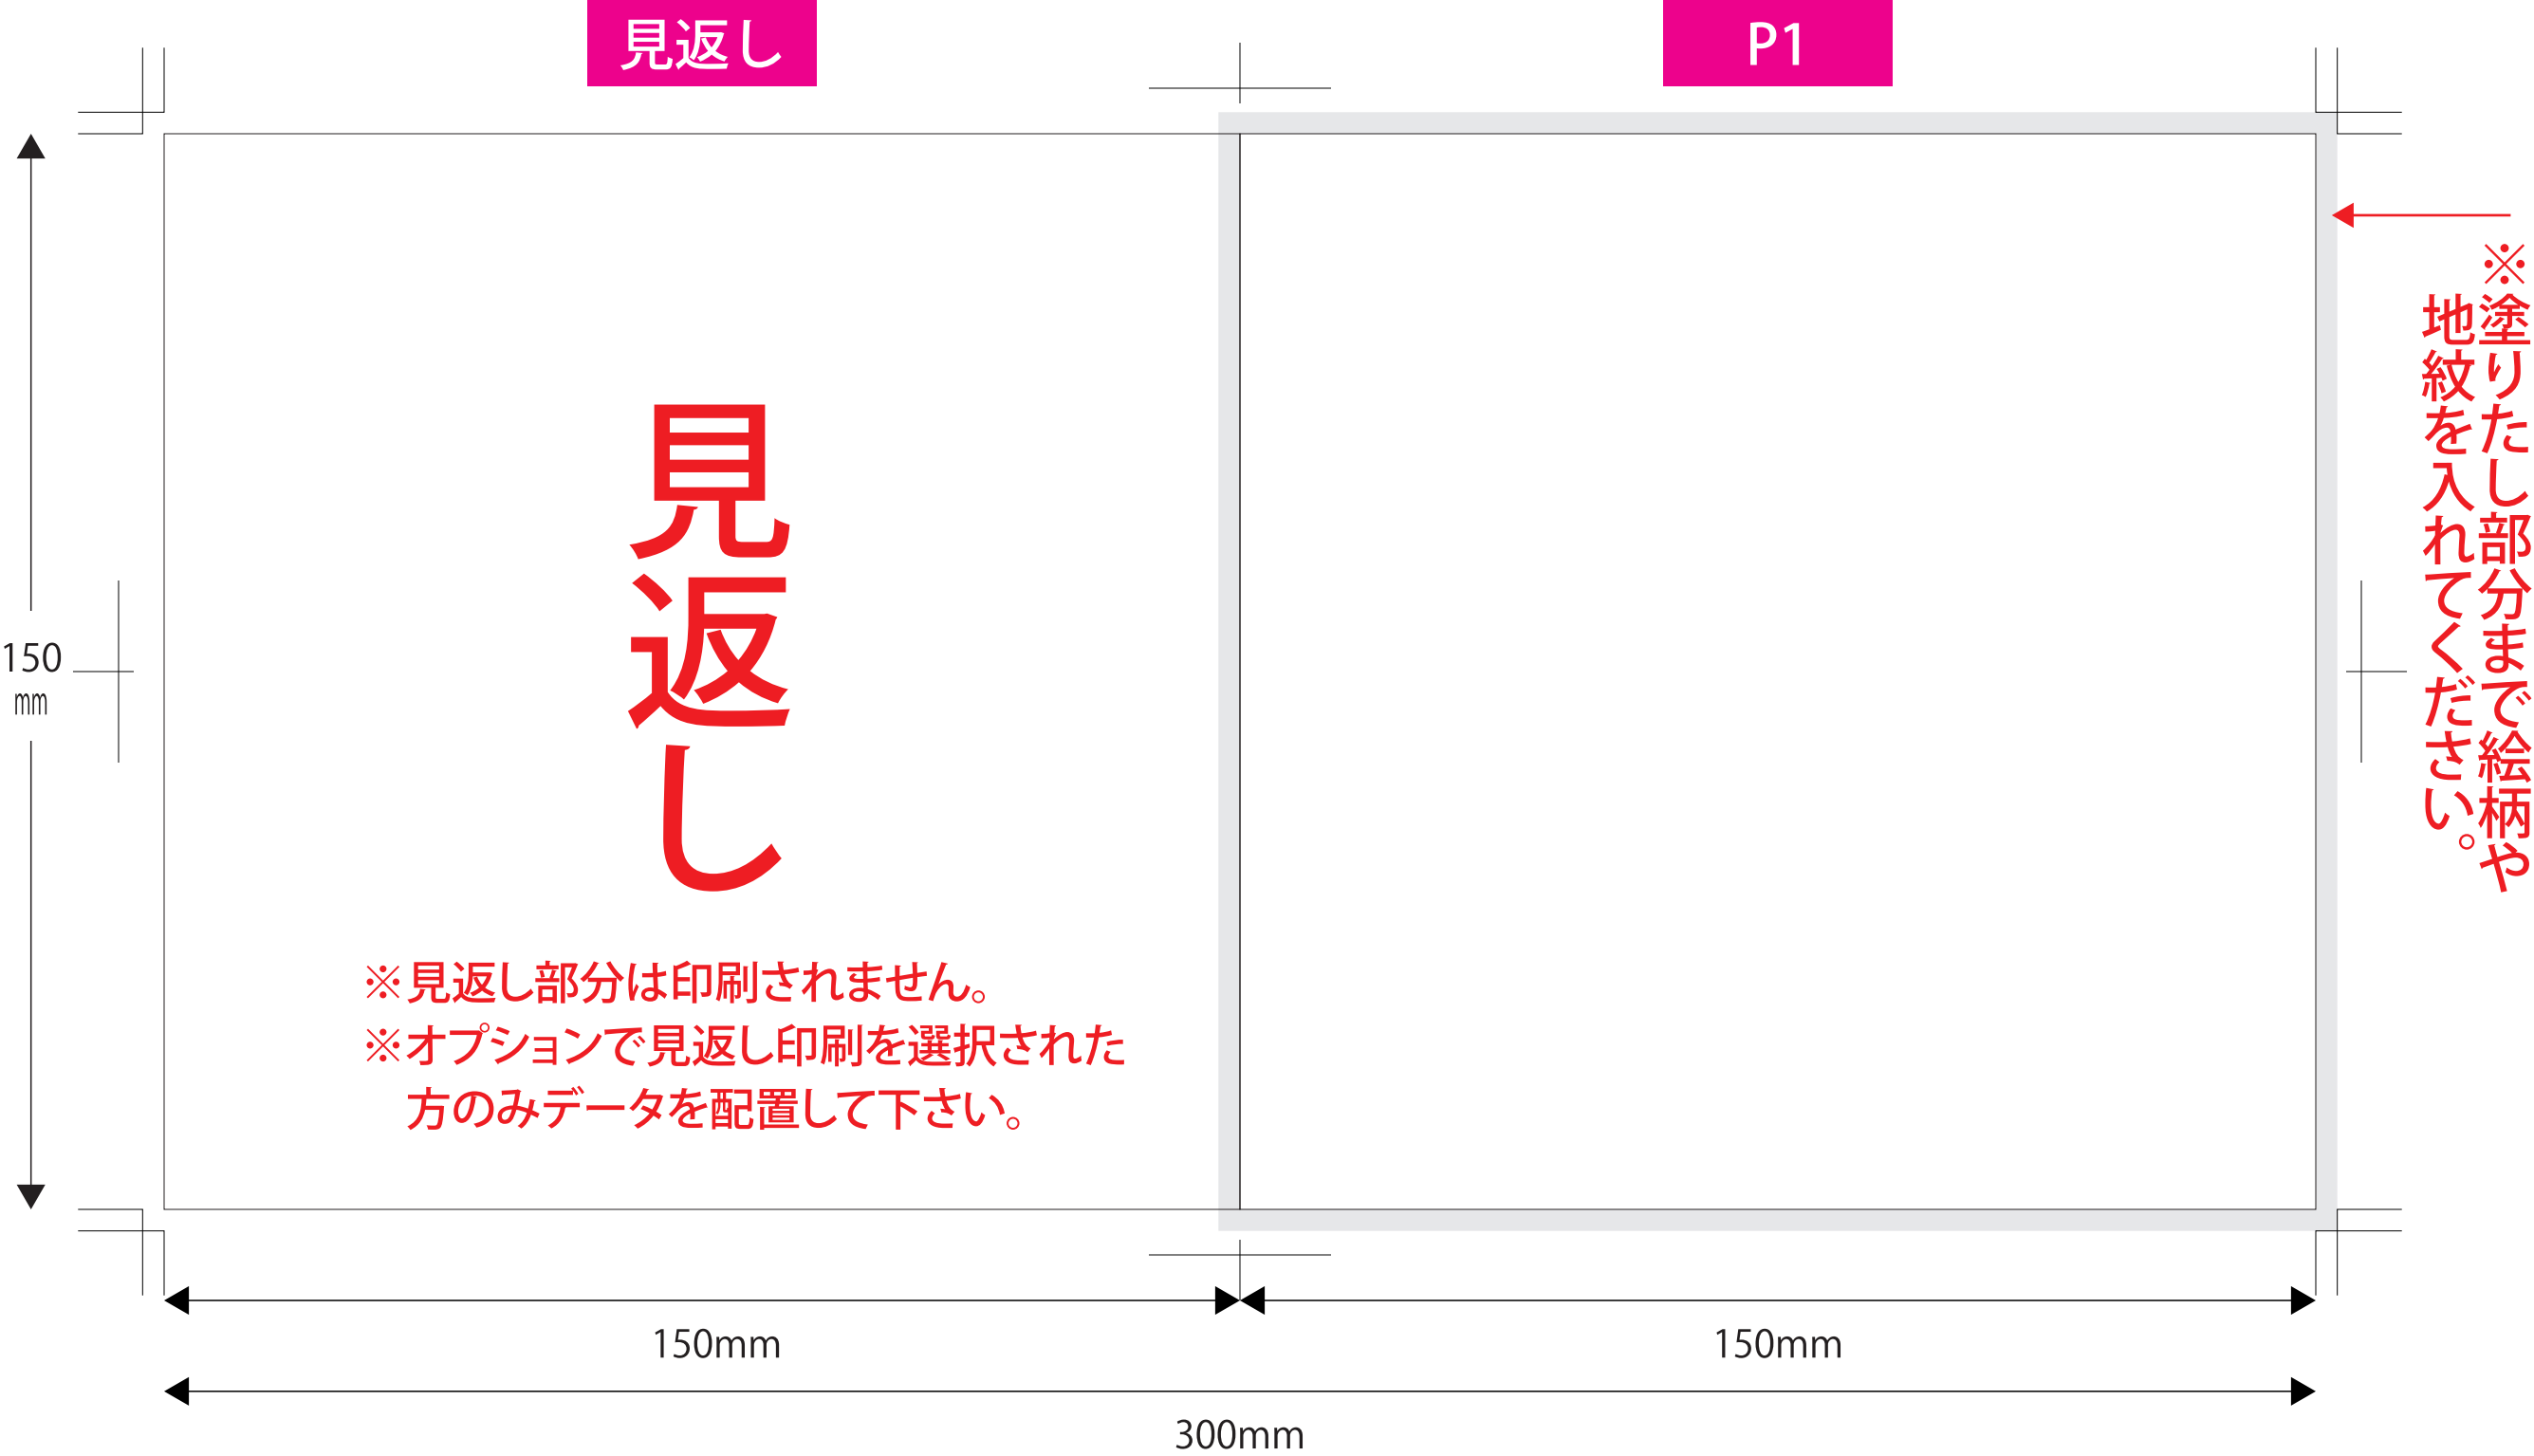 見返し
P1
※塗りたし部分まで絵柄や
地紋を入れてください。
150
mm
見返し
※見返し部分は印刷されません。
※オプションで見返し印刷を選択された
方のみデータを配置して下さい。
150mm
150mm
300mm